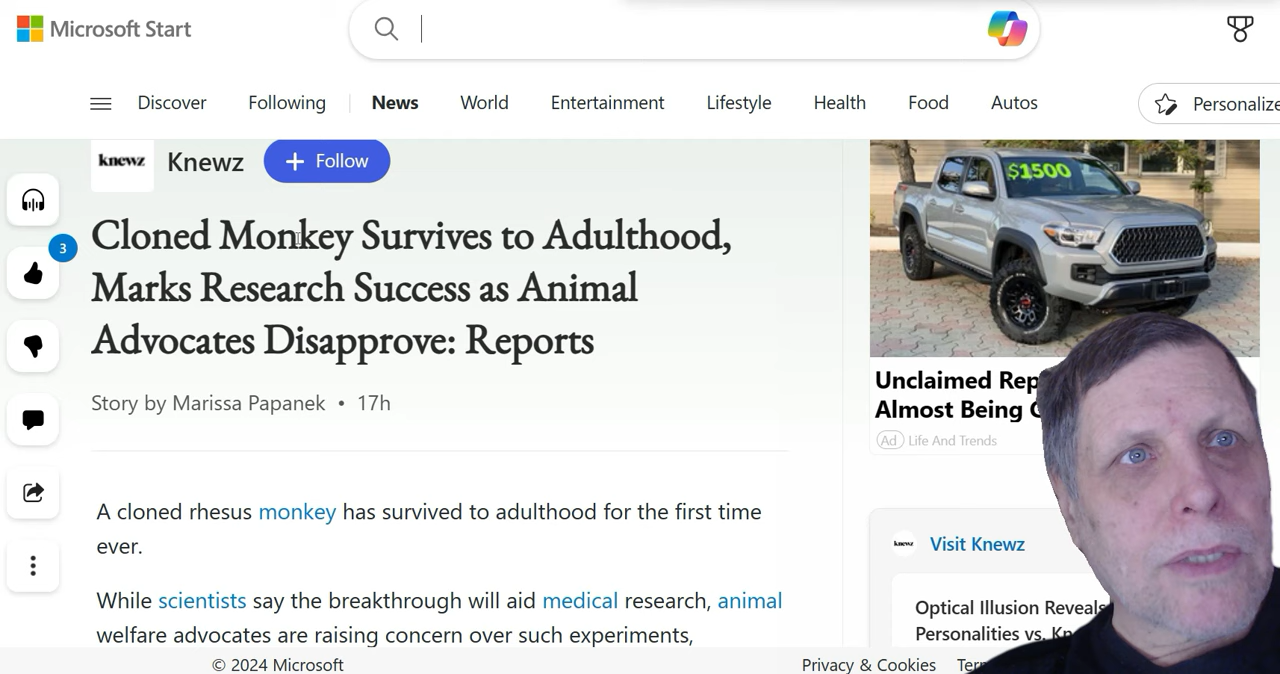 Microsoft Start
Discover
Following
News
World
Entertainment
Lifestyle
Health
Food
Autos
Personalize
knewz
Knewz
Follow
3
Cloned Monkey Survives to Adulthood,
Marks Research Success as Animal
Advocates Disapprove: Reports
Story by Marissa Papanek • 17h
A cloned rhesus monkey has survived to adulthood for the first time
ever.
While scientists say the breakthrough will aid medical research, animal
welfare advocates are raising concern over such experiments,
$1500
Unclaimed
Almost Being
Ad Life And Trends
knewz
Visit Knewz
Optical Illusion Reveals
Personalities vs.
© 2024 Microsoft
Privacy & Cookies